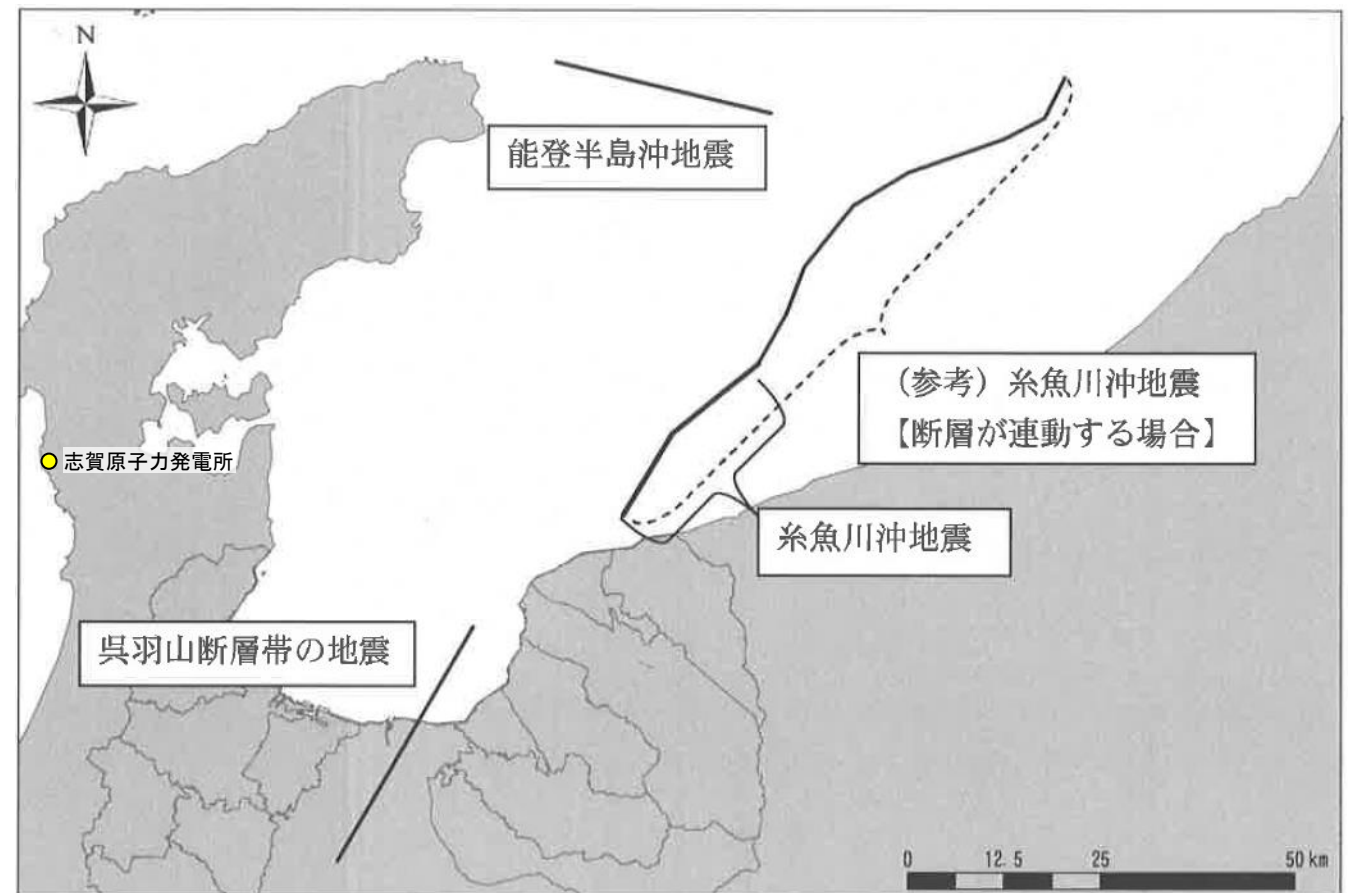 N
能登半島沖地震
(参考)糸魚川沖地震
【断層が連動する場合】
志賀原子力発電所
糸魚川沖地震
呉羽山断層帯の地震
0 12.5 25 50 km